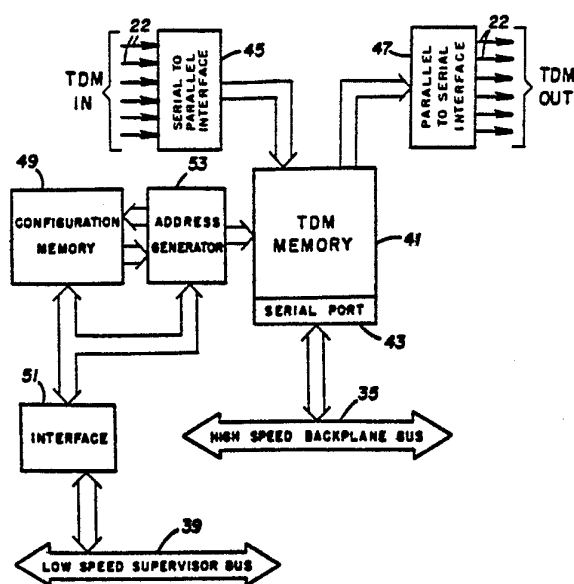 22
45
47
22
TDM
IN
SERIAL TO
PARALLEL
INTERFACE
PARALLEL
TO SERIAL
INTERFACE
TDM
OUT
49
53
CONFIGURATION
MEMORY
ADDRESS
GENERATOR
TDM
MEMORY
41
SERIAL PORT
43
51
INTERFACE
35
HIGH SPEED BACKPLANE BUS
39
LOW SPEED SUPERVISOR BUS